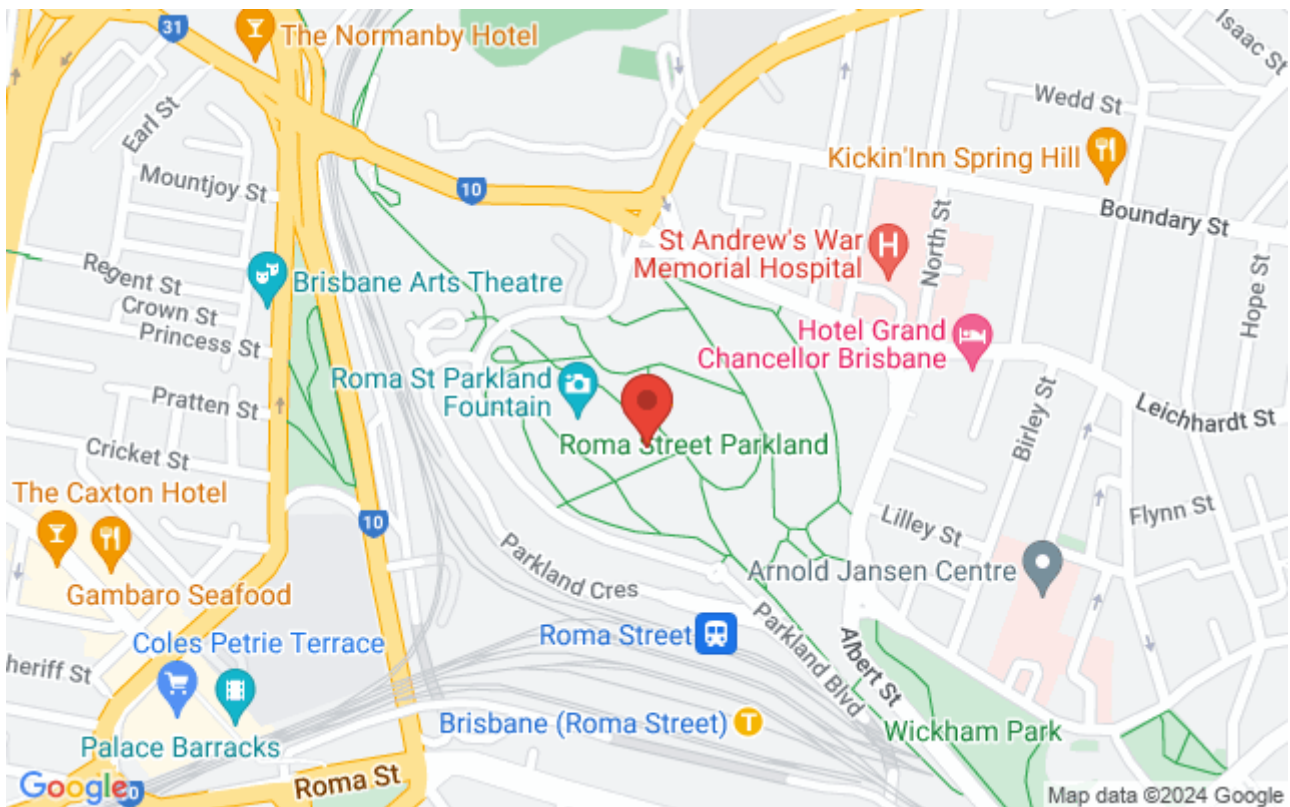 31
10
The Normanby Hotel
Isaac St
Wedd St
Earl St
Kickin'Inn Spring Hill
Mountjoy St
10
Boundary St
North St
St Andrew's War
Memorial Hospital
H
Regent St
Brisbane Arts Theatre
Crown St
Princess St
Hope St
Hotel Grand
Chancellor Brisbane
Roma St Parkland
Fountain
Pratten St
Roma Street Parkland
Birley St
Leichhardt St
Cricket St
The Caxton Hotel
10
Lilley St
Flynn St
Parkland Cres
Arnold Jansen Centre
Gambaro Seafood
Coles Petrie Terrace
Roma Street
Parkland Blvd
Albert St
heriff St
Brisbane (Roma Street)
T
Wickham Park
Palace Barracks
Roma St
Google
Map data ©2024 Google